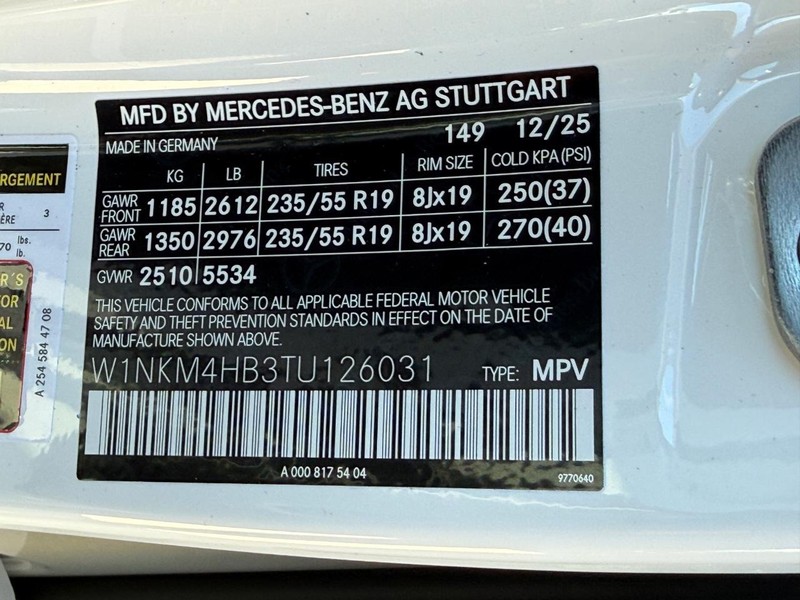 MFD BY MERCEDES-BENZ AG STUTTGART
MADE IN GERMANY 149 12/25
KG LB TIRES RIM SIZE COLD KPA(PSI)
GAWR FRONT 1185 2612 235/55 R19 8Jx19 250(37)
GAWR REAR 1350 2976 235/55 R19 8Jx19 270(40)
GVWR 2510 5534
THIS VEHICLE CONFORMS TO ALL APPLICABLE FEDERAL MOTOR VEHICLE
SAFETY AND THEFT PREVENTION STANDARDS IN EFFECT ON THE DATE OF
MANUFACTURE SHOWN ABOVE.
W1NKM4HB3TU126031 TYPE: MPV
A 000 817 54 04
9770640
RGEMENT
3
70 lbs.
lb.
A 254 584 47 08